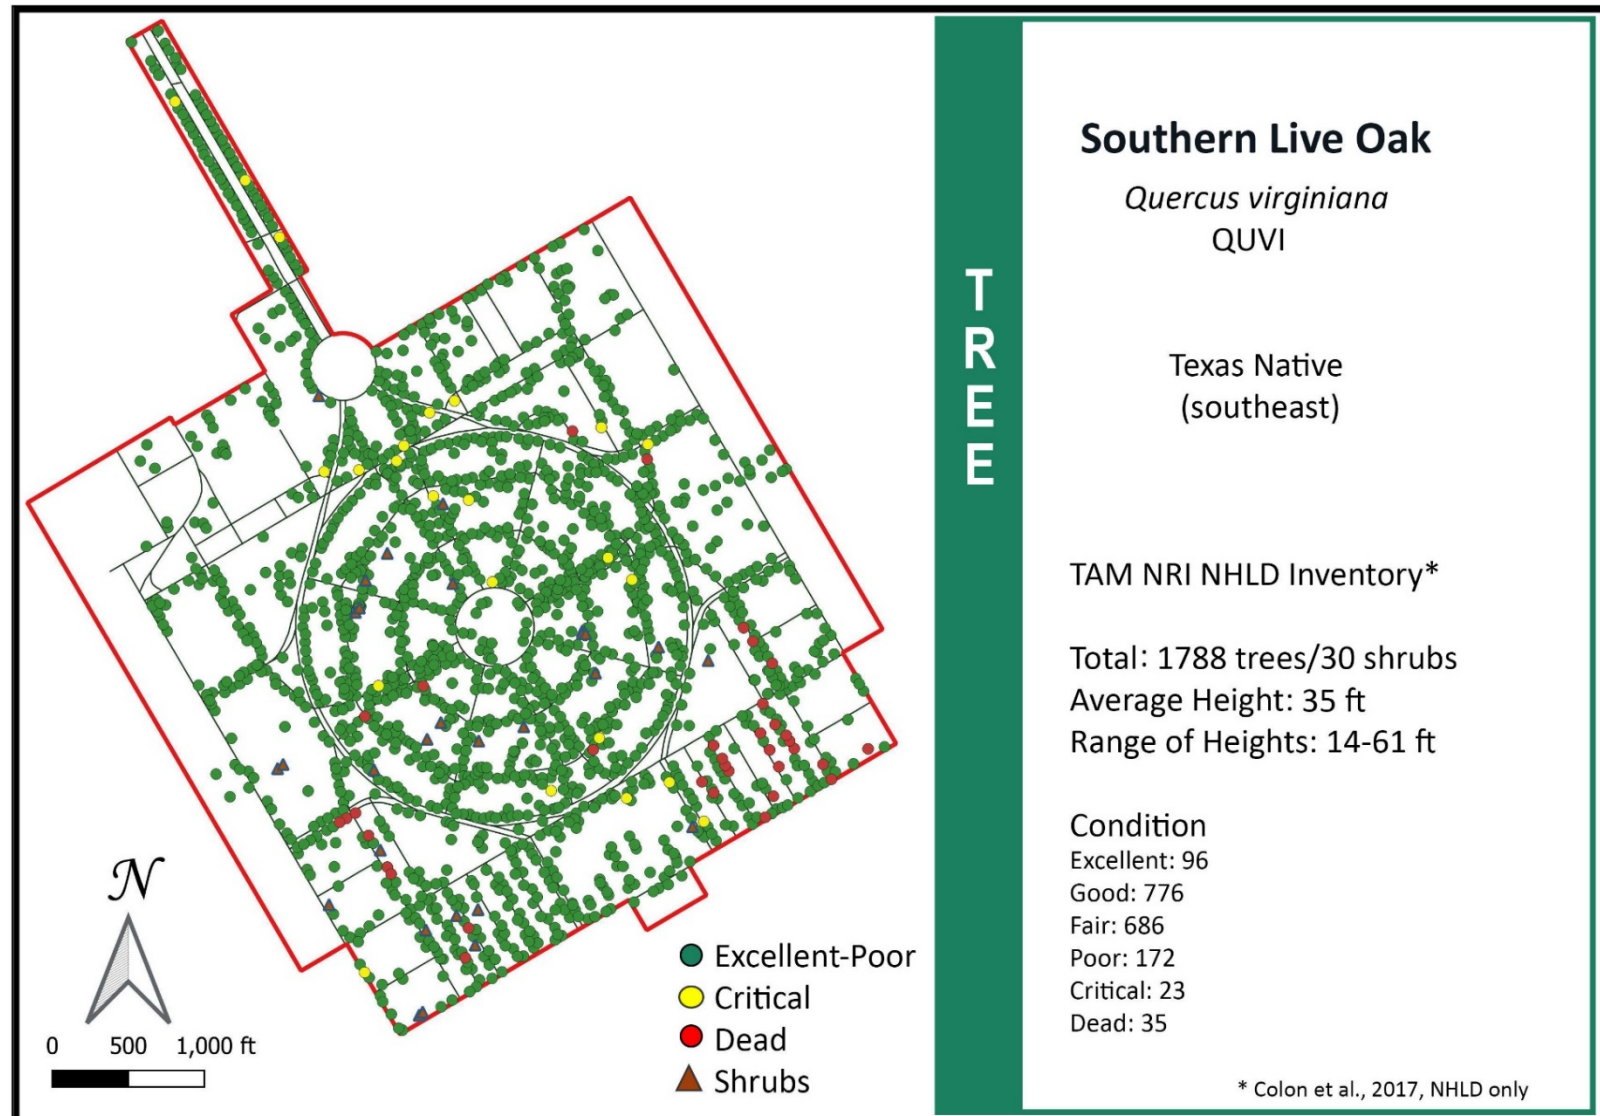 N
0 500 1,000 ft
Excellent-Poor
Critical
Dead
Shrubs
TREE
Southern Live Oak
Quercus virginiana
QUVI
Texas Native
(southeast)
TAM NRI NHLD Inventory*
Total: 1788 trees/30 shrubs
Average Height: 35 ft
Range of Heights: 14-61 ft
Condition
Excellent: 96
Good: 776
Fair: 686
Poor: 172
Critical: 23
Dead: 35
* Colon et al., 2017, NHLD only